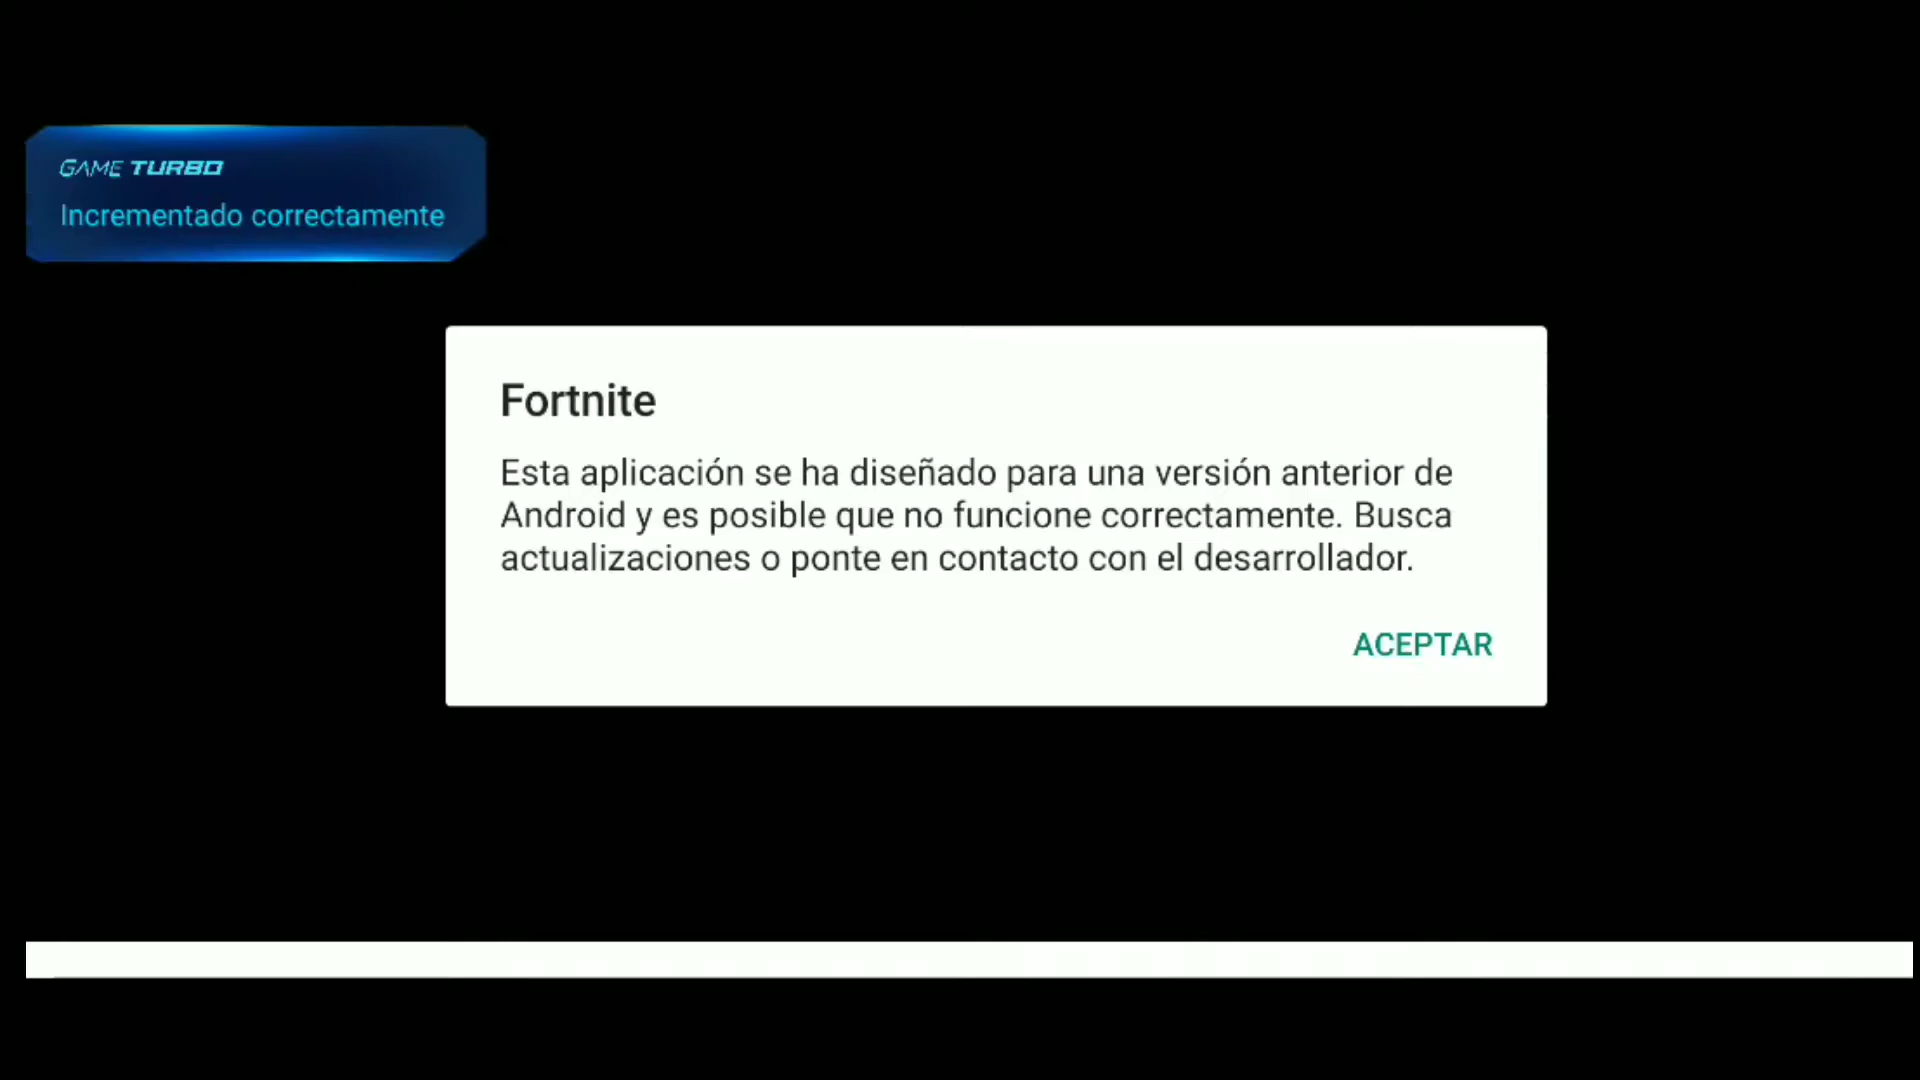 GAME TURBO
Incrementado correctamente
Fortnite
Esta aplicación se ha diseñado para una versión anterior de
Android y es posible que no funcione correctamente. Busca
actualizaciones o ponte en contacto con el desarrollador.
ACEPTAR